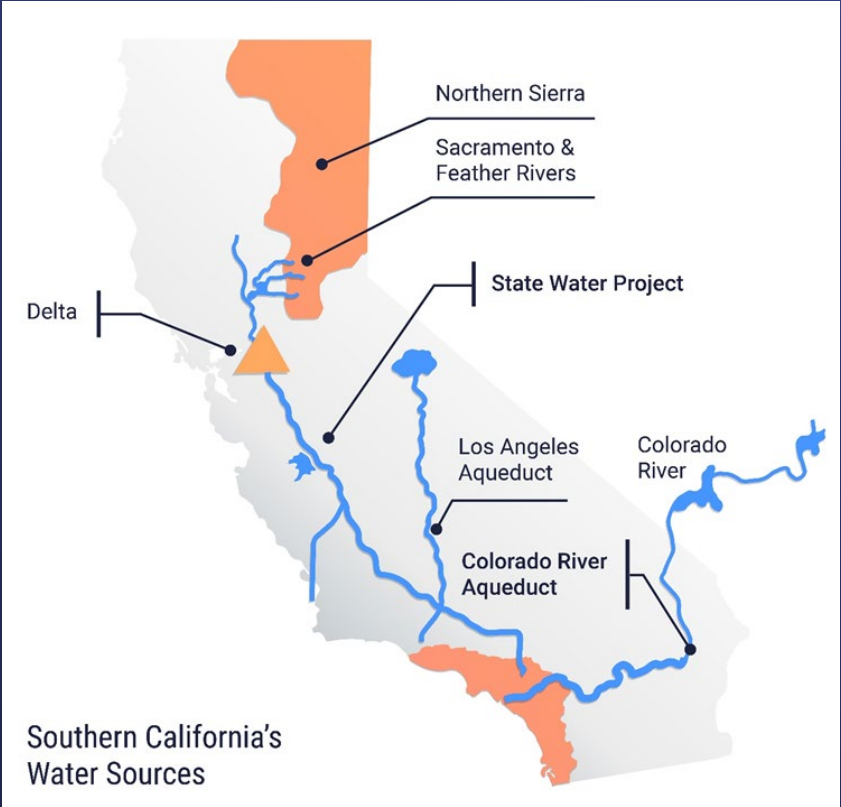 Northern Sierra
Sacramento &
Feather Rivers
State Water Project
Delta
Los Angeles
Aqueduct
Colorado
River
Colorado River
Aqueduct
Southern California’s
Water Sources